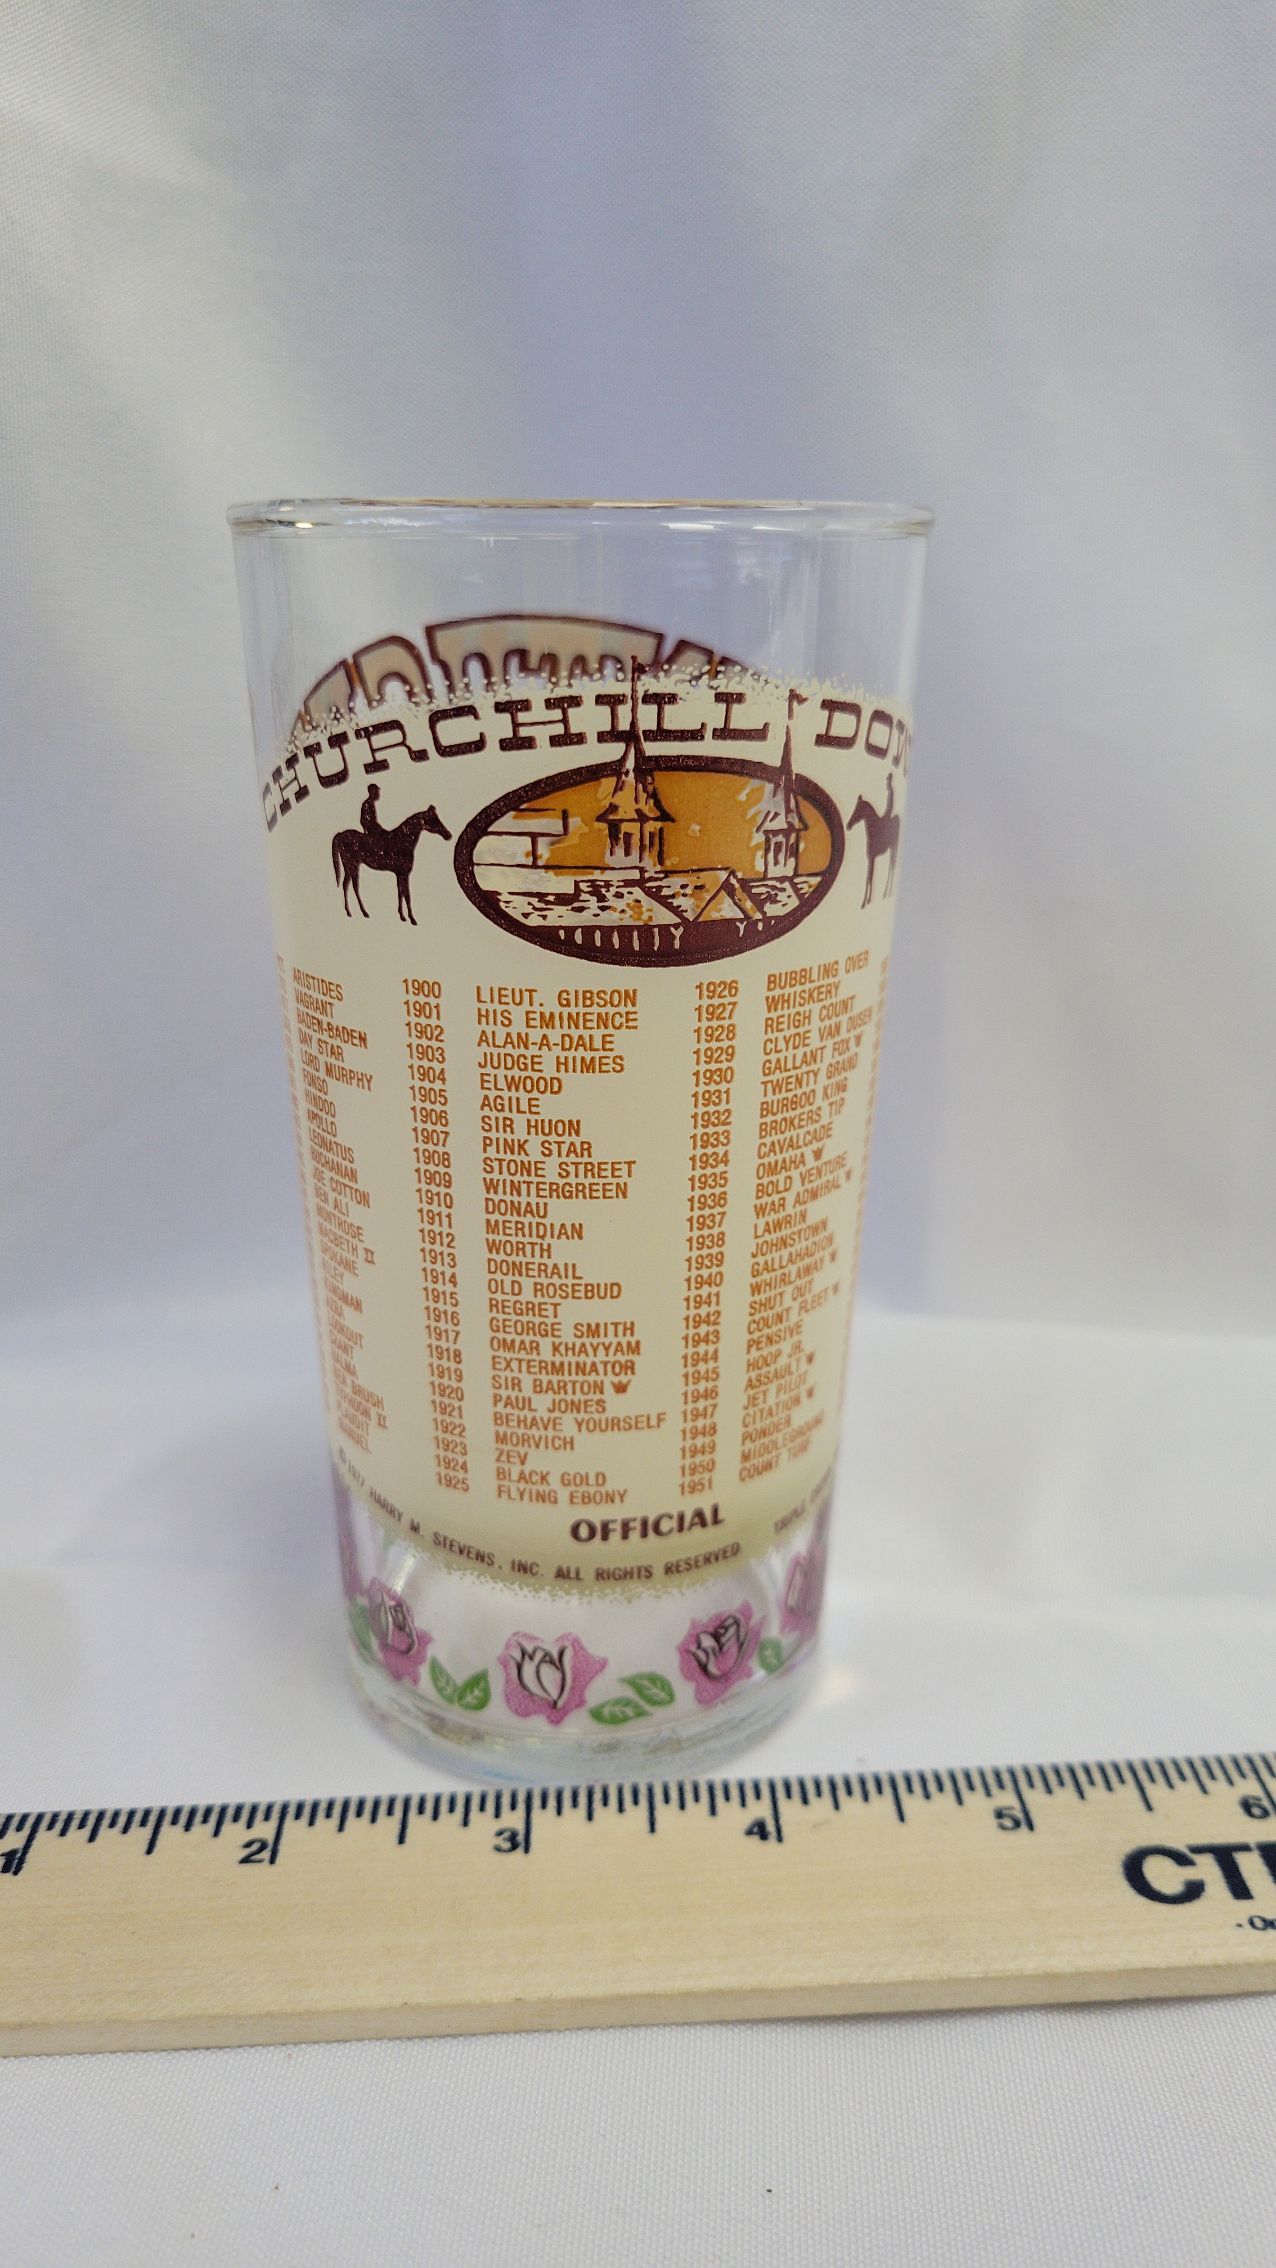 CHURCHILL DOW
ARISTIDES 1900 LIEUT. GIBSON 1926 BUBBLING OVER
VAGRANT 1901 HIS EMINENCE 1927 WHISKERY
BADEN-BADEN 1902 ALAN-A-DALE 1928 REIGH COUNT
DAY STAR 1903 JUDGE HIMES 1929 CLYDE VAN DUSEN
LORD MURPHY 1904 ELWOOD 1930 GALLANT FOX
FONSO 1905 AGILE 1931 TWENTY GRAND
HINDOO 1906 SIR HUON 1932 BURGOO KING
APOLLO 1907 PINK STAR 1933 BROKERS TIP
LEONATUS 1908 STONE STREET 1934 CAVALCADE
BUCHANAN 1909 WINTERGREEN 1935 OMAHA
JOE COTTON 1910 DONAU 1936 BOLD VENTURE
BEN ALI 1911 MERIDIAN 1937 WAR ADMIRAL
MONTROSE 1912 WORTH 1938 LAWRIN
MACBETH II 1913 DONERAIL 1939 JOHNSTOWN
SPOKANE 1914 OLD ROSEBUD 1940 GALLAHADION
RILEY 1915 REGRET 1941 WHIRLAWAY
KINGMAN 1916 GEORGE SMITH 1942 SHUT OUT
AZRA 1917 OMAR KHAYYAM 1943 COUNT FLEET
LOOKOUT 1918 EXTERMINATOR 1944 PENSIVE
CHANT 1919 SIR BARTON 1945 HOOP JR.
HALMA 1920 PAUL JONES 1946 ASSAULT
BEN BRUSH 1921 BEHAVE YOURSELF 1947 JET PILOT
TYPHOON II 1922 MORVICH 1948 CITATION
PLAUDIT 1923 ZEV 1949 PONDER
MANUEL 1924 BLACK GOLD 1950 MIDDLEGROUND
1925 FLYING EBONY 1951 COUNT TURF
OFFICIAL
© 1977 HARRY M. STEVENS, INC. ALL RIGHTS RESERVED TRIPLE
1 2 3 4 5 6